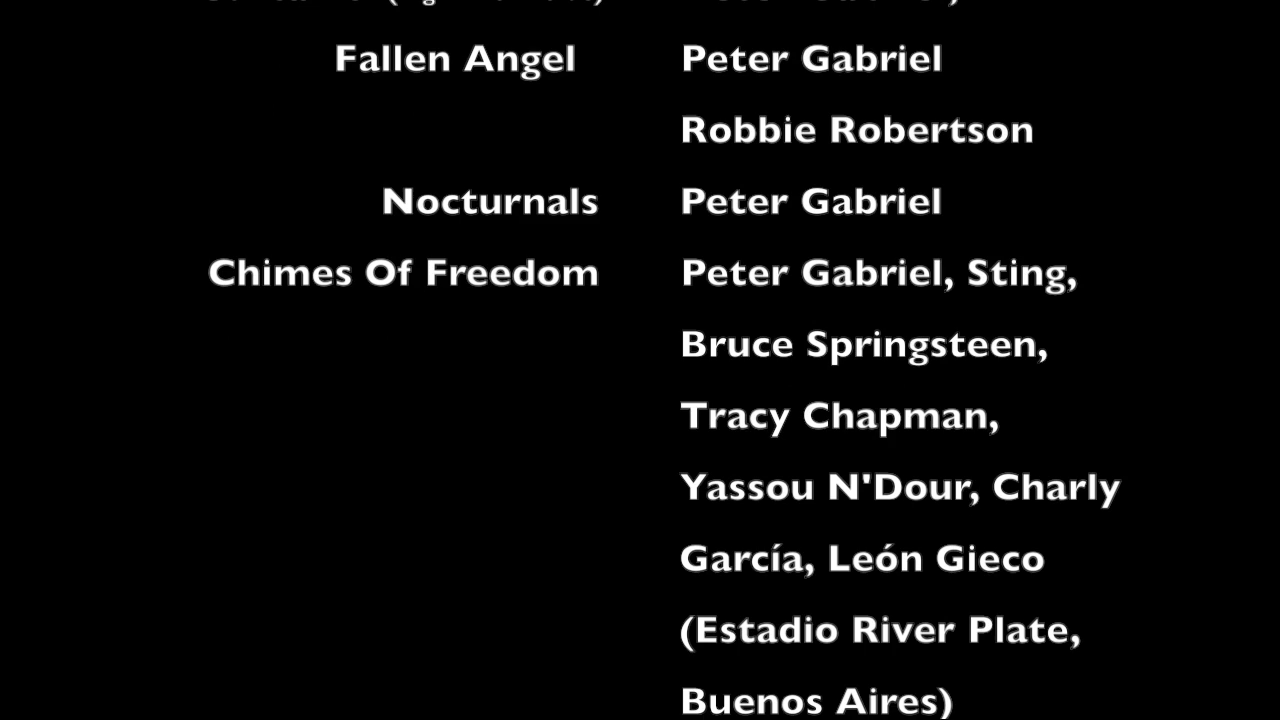 Fallen Angel Peter Gabriel
Robbie Robertson
Nocturnals Peter Gabriel
Chimes Of Freedom Peter Gabriel, Sting,
Bruce Springsteen,
Tracy Chapman,
Yassou N'Dour, Charly
García, León Gieco
(Estadio River Plate,
Buenos Aires)